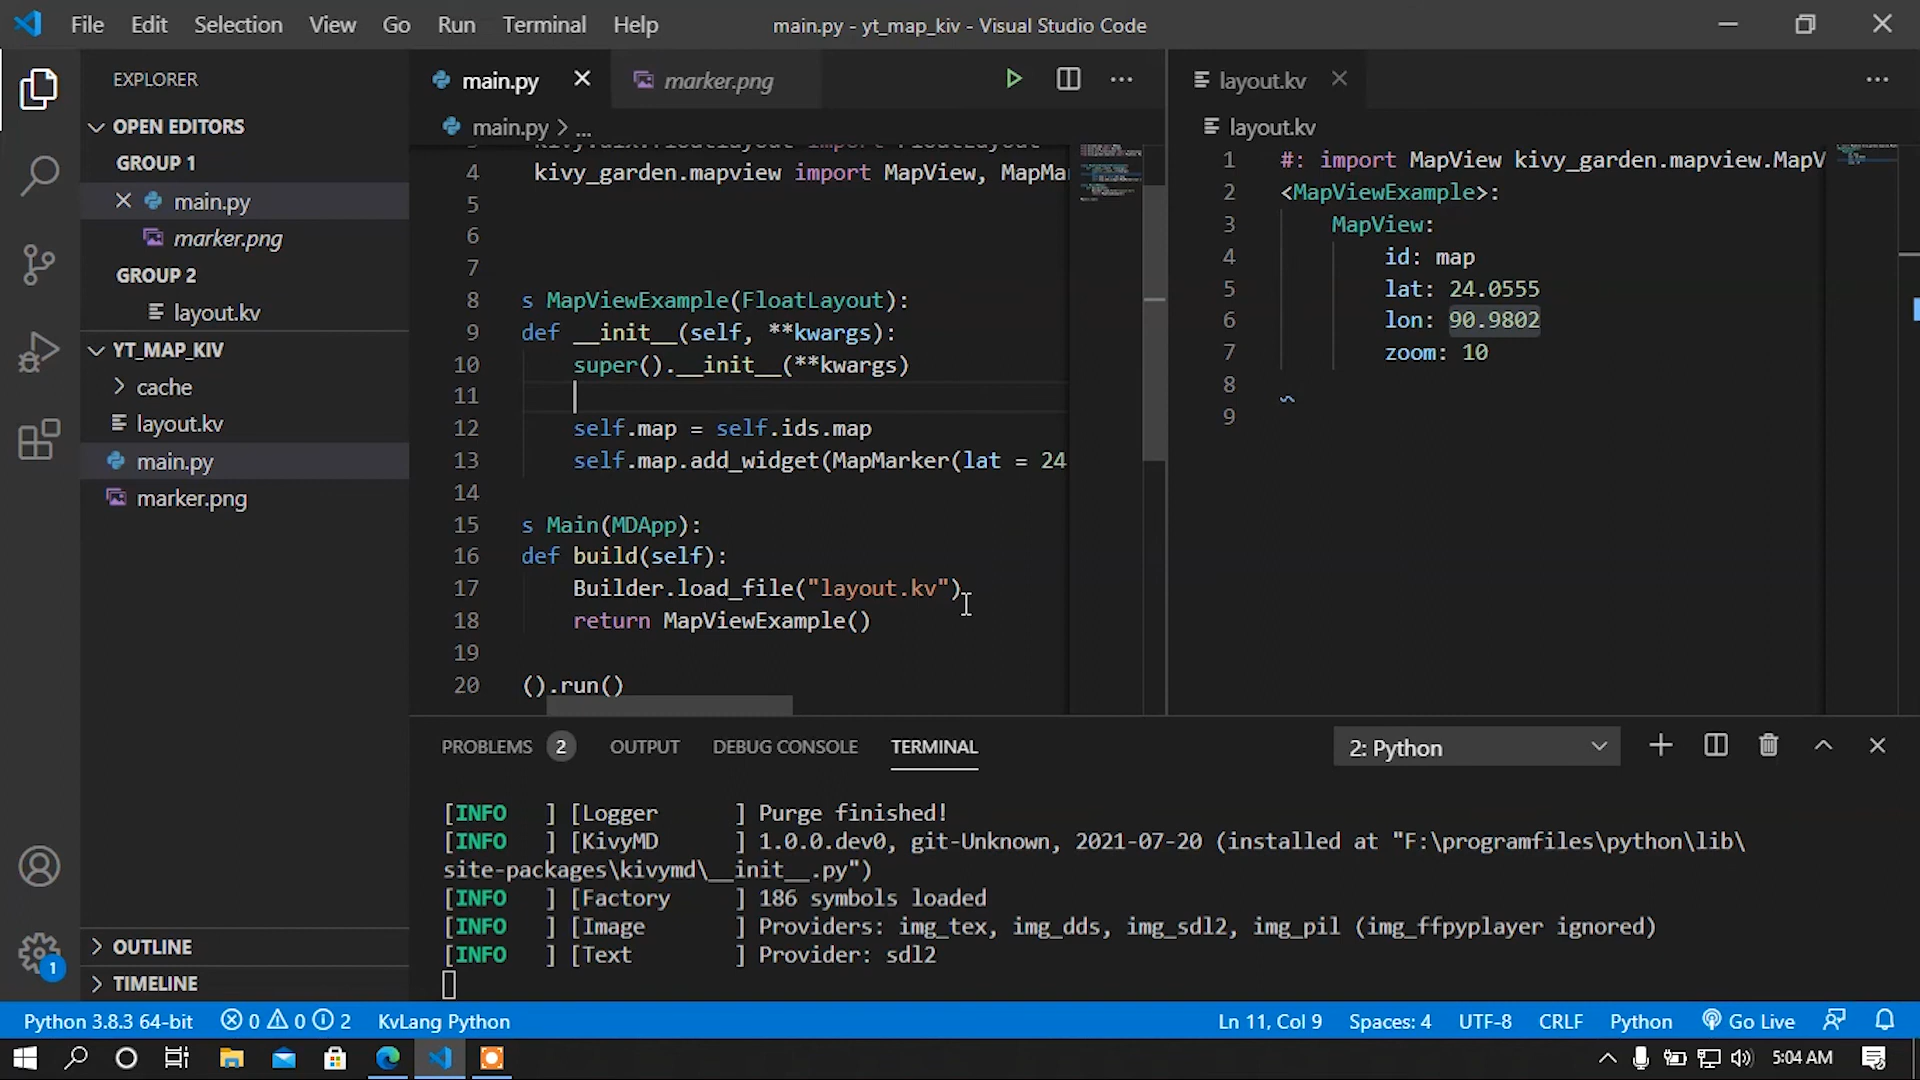 File Edit Selection View Go Run Terminal Help main.py - yt_map_kiv - Visual Studio Code
EXPLORER
OPEN EDITORS
GROUP 1
main.py
marker.png
GROUP 2
layout.kv
YT_MAP_KIV
cache
layout.kv
main.py
marker.png
OUTLINE
TIMELINE
main.py marker.png
main.py > ...
4 kivy_garden.mapview import MapView, MapMa
5
6
7
8 s MapViewExample(FloatLayout):
9 def __init__(self, **kwargs):
10 super().__init__(**kwargs)
11
12 self.map = self.ids.map
13 self.map.add_widget(MapMarker(lat = 24
14
15 s Main(MDApp):
16 def build(self):
17 Builder.load_file("layout.kv")
18 return MapViewExample()
19
20 ().run()
layout.kv
layout.kv
1 #: import MapView kivy_garden.mapview.MapV
2 <MapViewExample>:
3 MapView:
4 id: map
5 lat: 24.0555
6 lon: 90.9802
7 zoom: 10
8
9
PROBLEMS 2 OUTPUT DEBUG CONSOLE TERMINAL 2: Python
[INFO ] [Logger ] Purge finished!
[INFO ] [KivyMD ] 1.0.0.dev0, git-Unknown, 2021-07-20 (installed at "F:\programfiles\python\lib\
site-packages\kivymd\__init__.py")
[INFO ] [Factory ] 186 symbols loaded
[INFO ] [Image ] Providers: img_tex, img_dds, img_sdl2, img_pil (img_ffpyplayer ignored)
[INFO ] [Text ] Provider: sdl2
1
Python 3.8.3 64-bit 0 0 2 KvLang Python Ln 11, Col 9 Spaces: 4 UTF-8 CRLF Python Go Live
5:04 AM